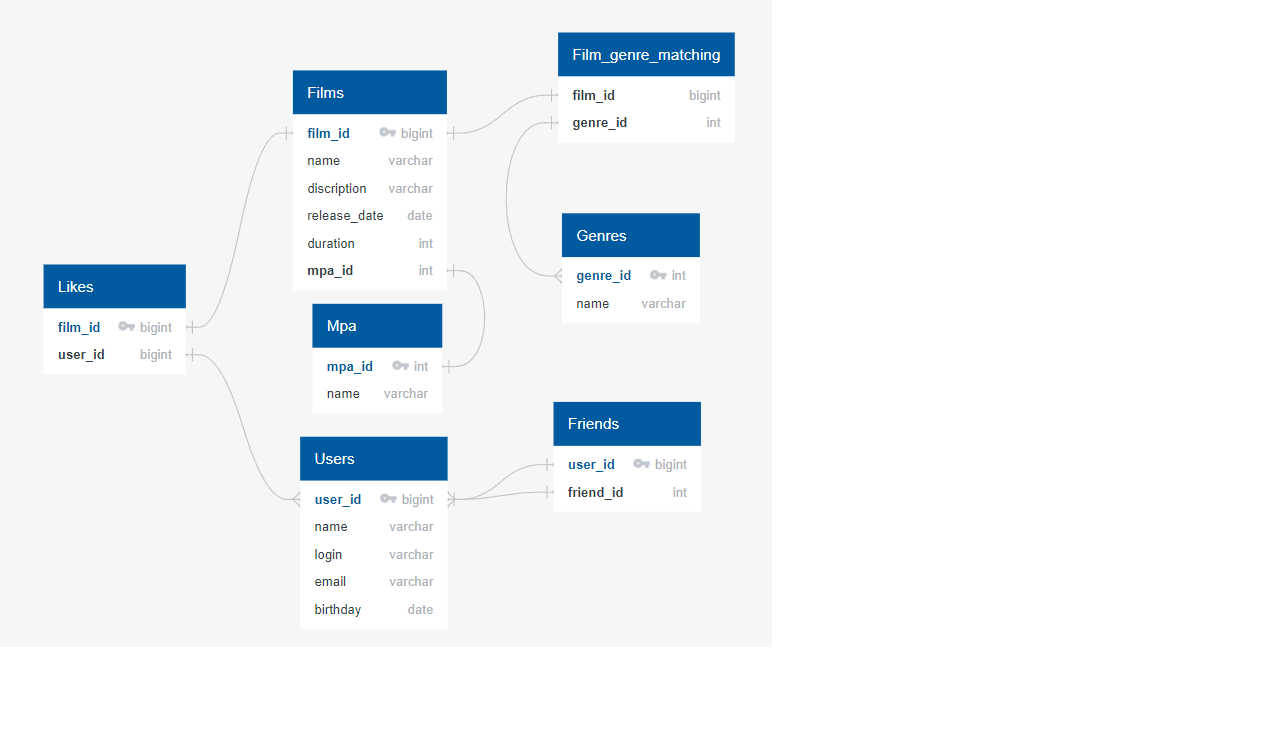 Film_genre_matching
film_id bigint
genre_id int
Films
film_id bigint
name varchar
discription varchar
release_date date
duration int
mpa_id int
Genres
genre_id int
name varchar
Likes
film_id bigint
user_id bigint
Mpa
mpa_id int
name varchar
Friends
user_id bigint
friend_id int
Users
user_id bigint
name varchar
login varchar
email varchar
birthday date